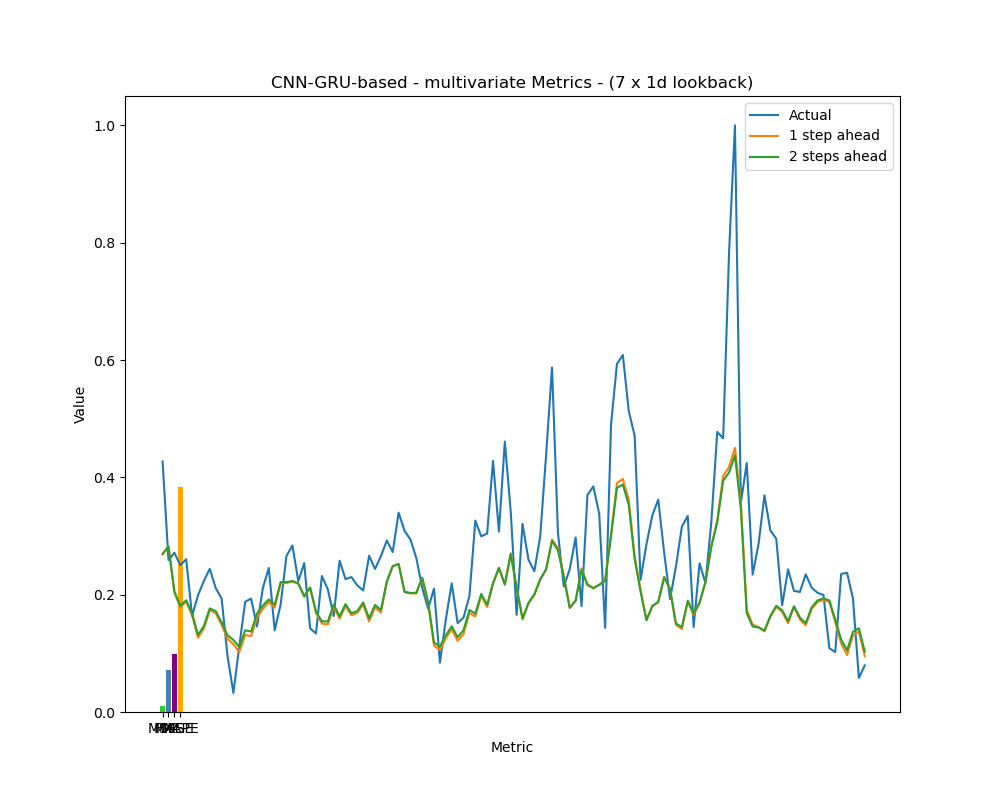 CNN-GRU-based - multivariate Metrics - (7 x 1d lookback)
Actual
1 step ahead
2 steps ahead
1.0
0.8
0.6
0.4
0.2
0.0
Value
Metric